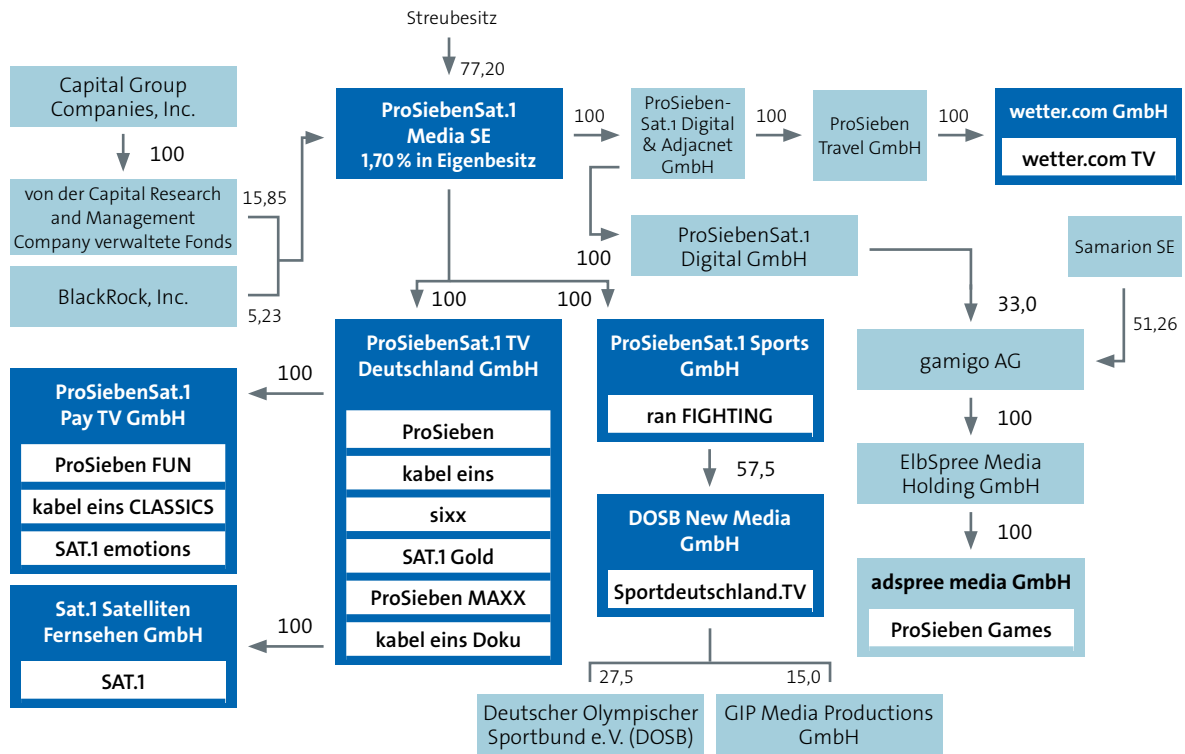 Streubesitz
77,20
Capital Group
Companies, Inc.
100
von der Capital Research
and Management
Company verwaltete Fonds
15,85
BlackRock, Inc.
5,23
ProSiebenSat.1
Media SE
1,70 % in Eigenbesitz
100
ProSieben-
Sat.1 Digital
& Adjacnet
GmbH
100
ProSieben
Travel GmbH
100
wetter.com GmbH
wetter.com TV
100
ProSiebenSat.1
Digital GmbH
Samarion SE
33,0
51,26
gamigo AG
100
ElbSpree Media
Holding GmbH
100
adspree media GmbH
ProSieben Games
100
100
ProSiebenSat.1 TV
Deutschland GmbH
ProSieben
kabel eins
sixx
SAT.1 Gold
ProSieben MAXX
kabel eins Doku
100
ProSiebenSat.1
Pay TV GmbH
ProSieben FUN
kabel eins CLASSICS
SAT.1 emotions
100
Sat.1 Satelliten
Fernsehen GmbH
SAT.1
ProSiebenSat.1 Sports
GmbH
ran FIGHTING
57,5
DOSB New Media
GmbH
Sportdeutschland.TV
27,5
15,0
Deutscher Olympischer
Sportbund e. V. (DOSB)
GIP Media Productions
GmbH